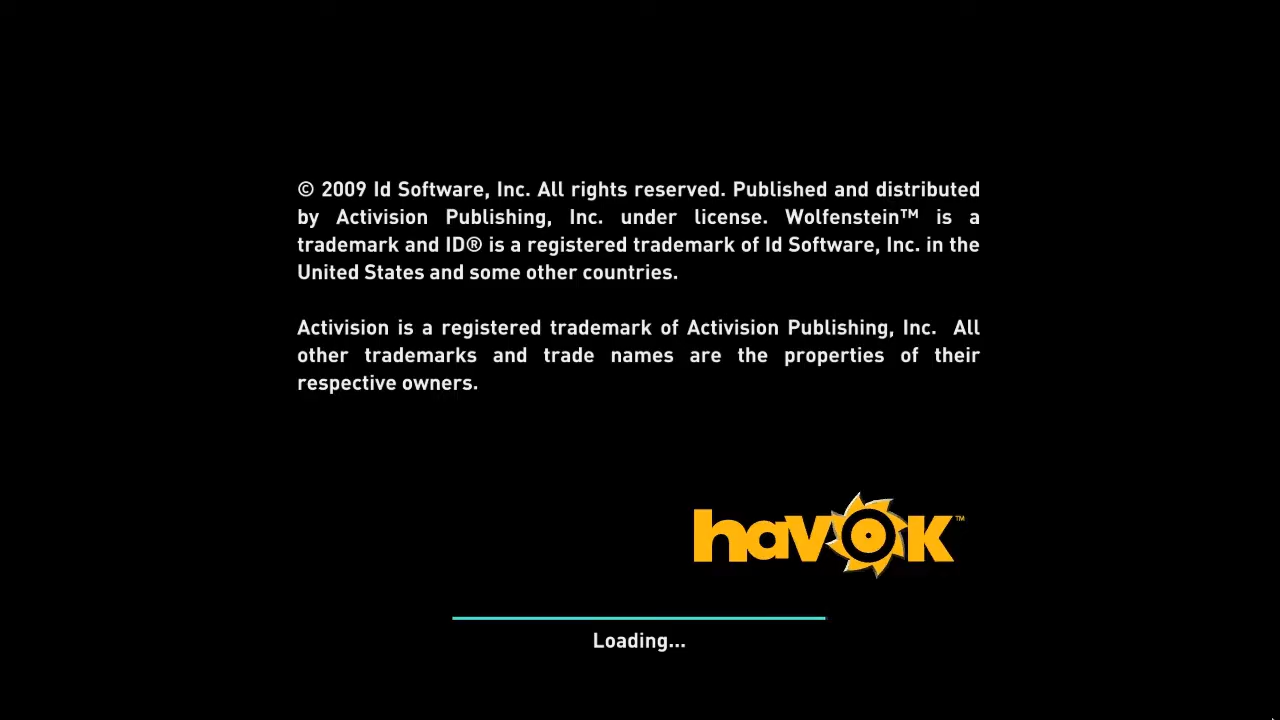 © 2009 Id Software, Inc. All rights reserved. Published and distributed
by Activision Publishing, Inc. under license. Wolfenstein™ is a
trademark and ID® is a registered trademark of Id Software, Inc. in the
United States and some other countries.
Activision is a registered trademark of Activision Publishing, Inc.  All
other trademarks and trade names are the properties of their
respective owners.
havok™
Loading...